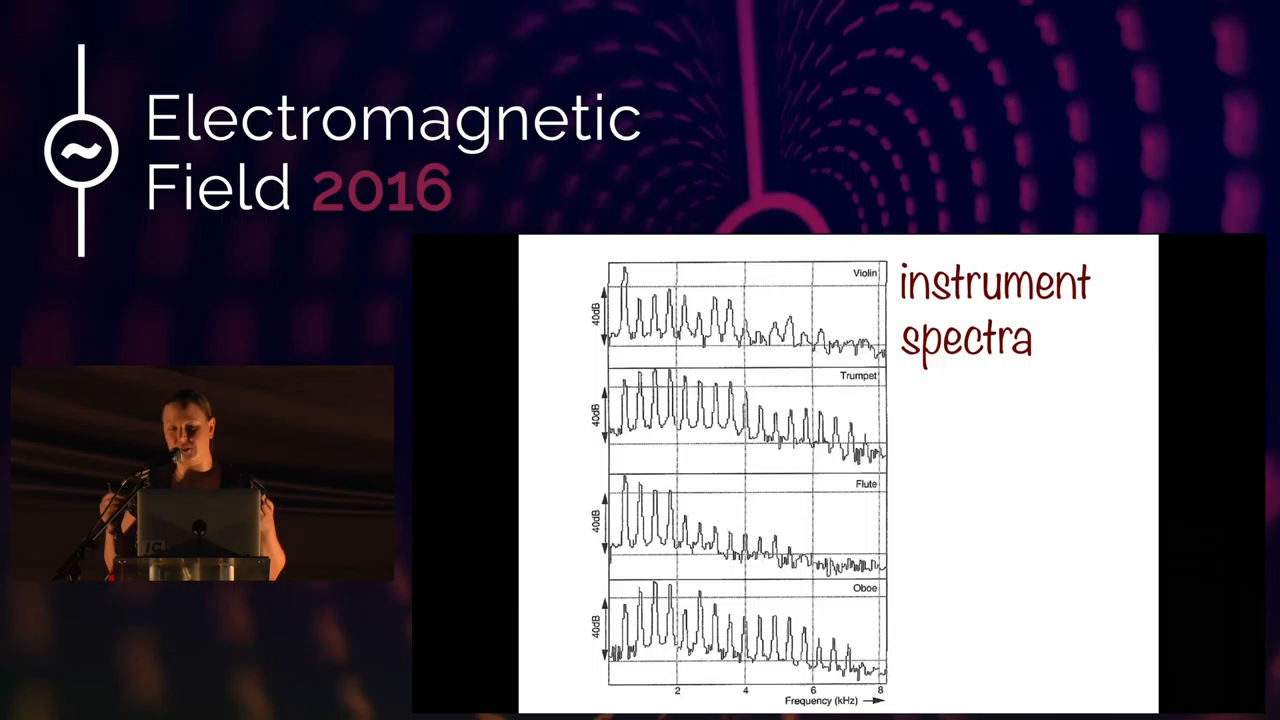 Electromagnetic
Field 2016
instrument
spectra
Violin
40dB
Trumpet
40dB
Flute
40dB
Oboe
40dB
2 4 6 8
Frequency (kHz)